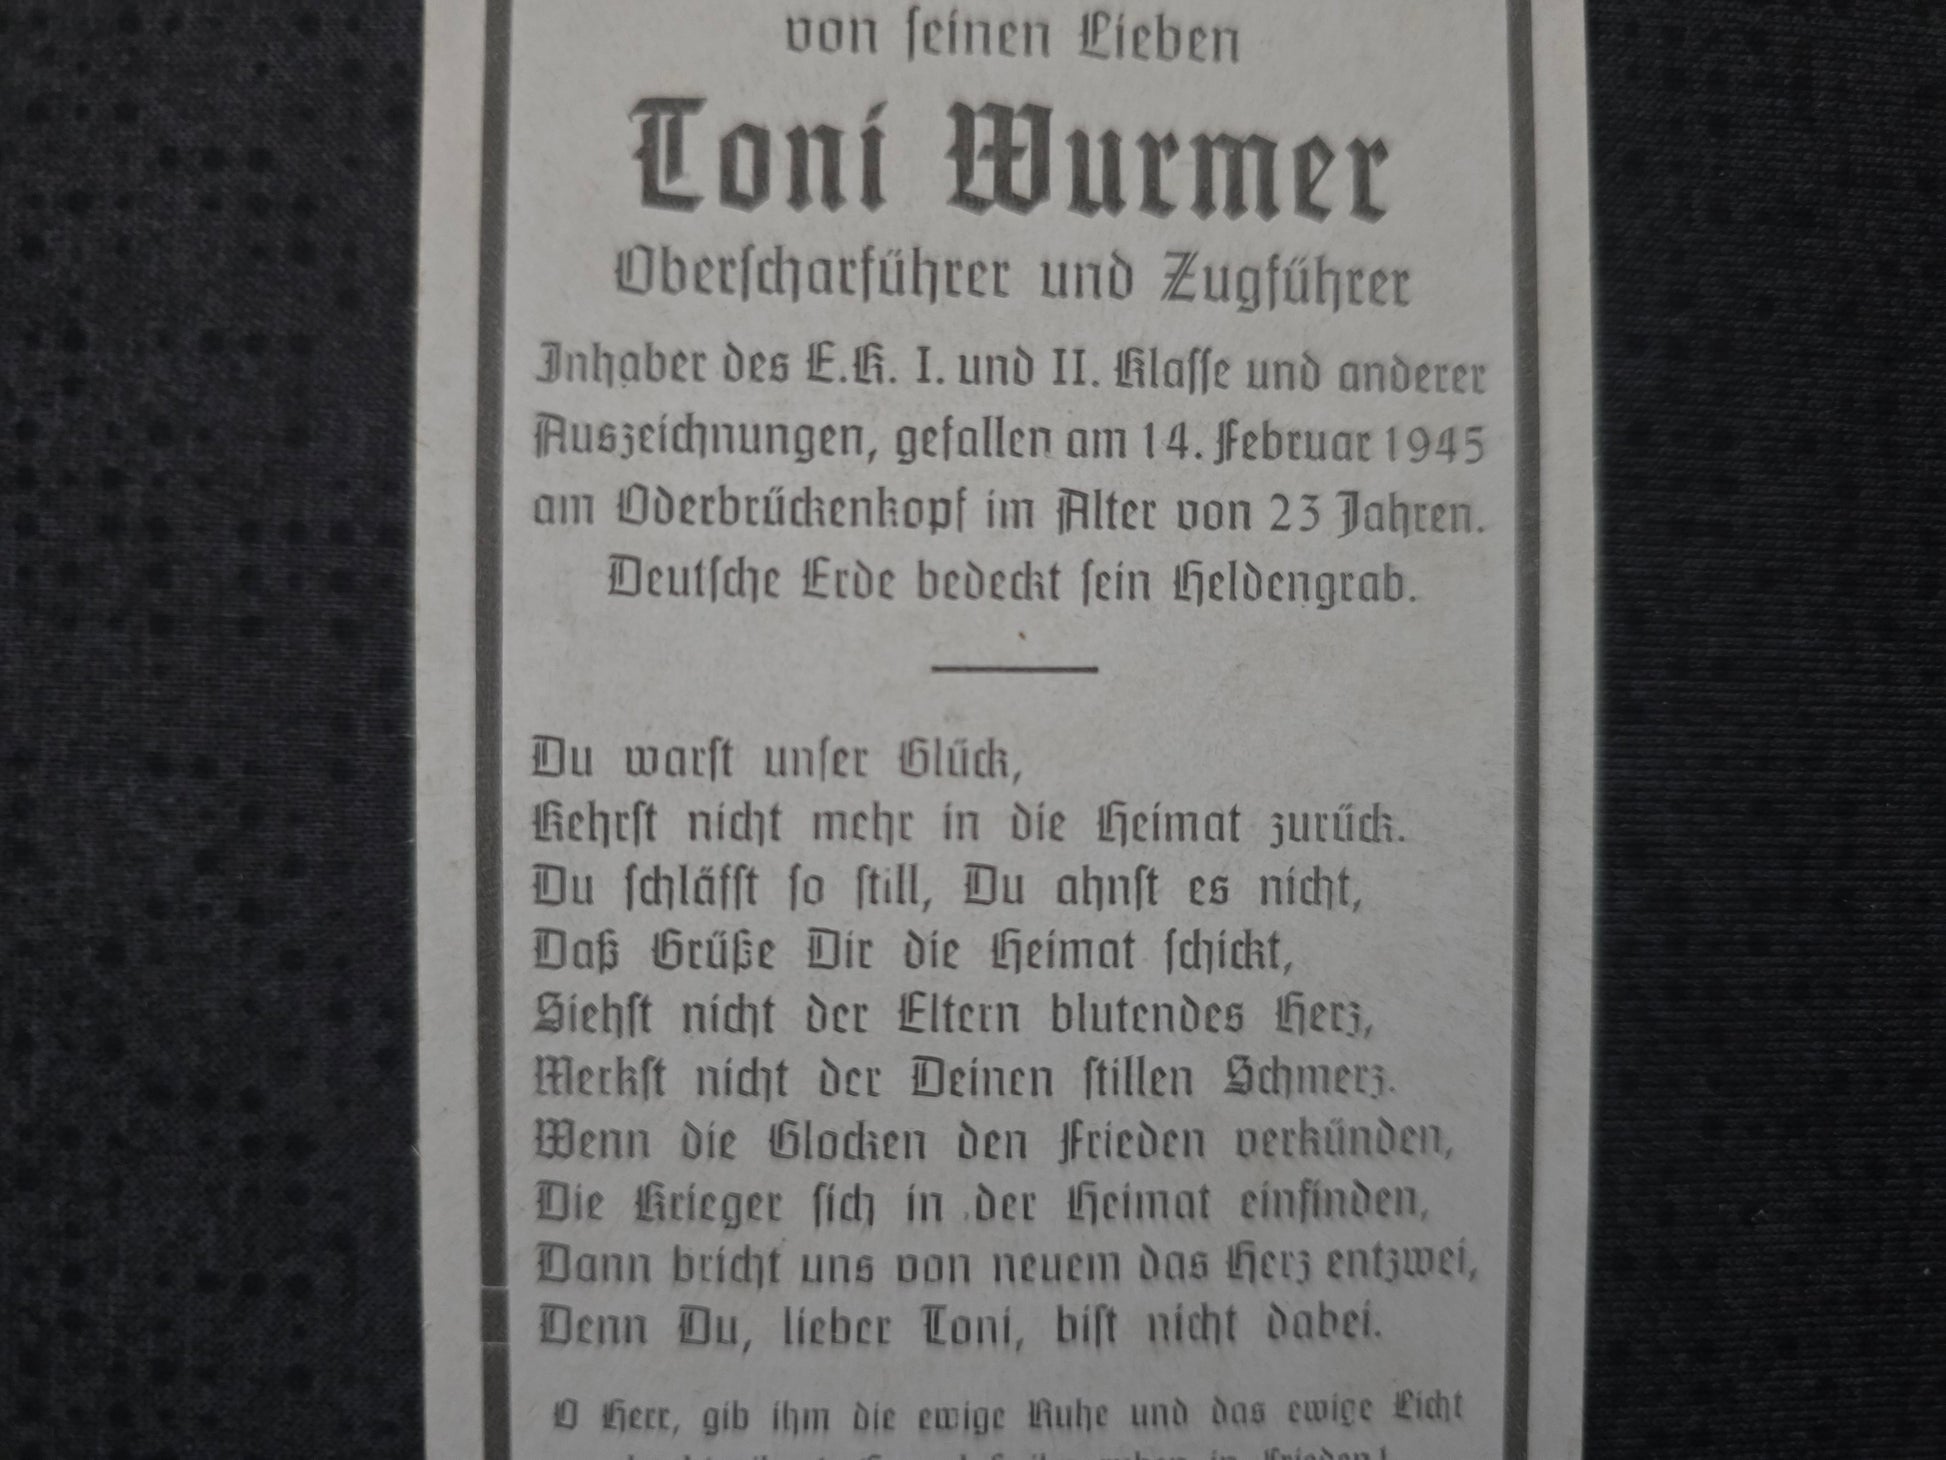 von seinen Lieben
Toni Wurmer
Oberscharführer und Zugführer
Inhaber des E.K. I. und II. Klasse und anderer
Auszeichnungen, gefallen am 14. Februar 1945
am Oderbrückenkopf im Alter von 23 Jahren.
Deutsche Erde bedeckt sein Heldengrab.
Du warst unser Glück,
Kehrst nicht mehr in die Heimat zurück.
Du schläfst so still, Du ahnst es nicht,
Daß Grüße Dir die Heimat schickt,
Siehst nicht der Eltern blutendes Herz,
Merkst nicht der Deinen stillen Schmerz.
Wenn die Glocken den Frieden verkünden,
Die Krieger sich in der Heimat einfinden,
Dann bricht uns von neuem das Herz entzwei,
Denn Du, lieber Toni, bist nicht dabei.
O Herr, gib ihm die ewige Ruhe und das ewige Licht
in Frieden!